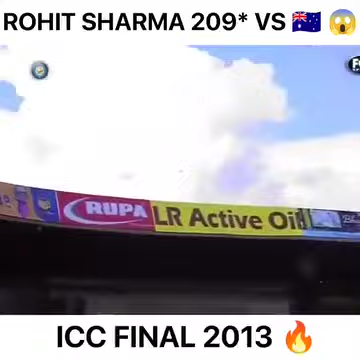 ROHIT SHARMA 209* VS 🇦🇺 😱
RUPA
LR Active Oil
ICC FINAL 2013 🔥